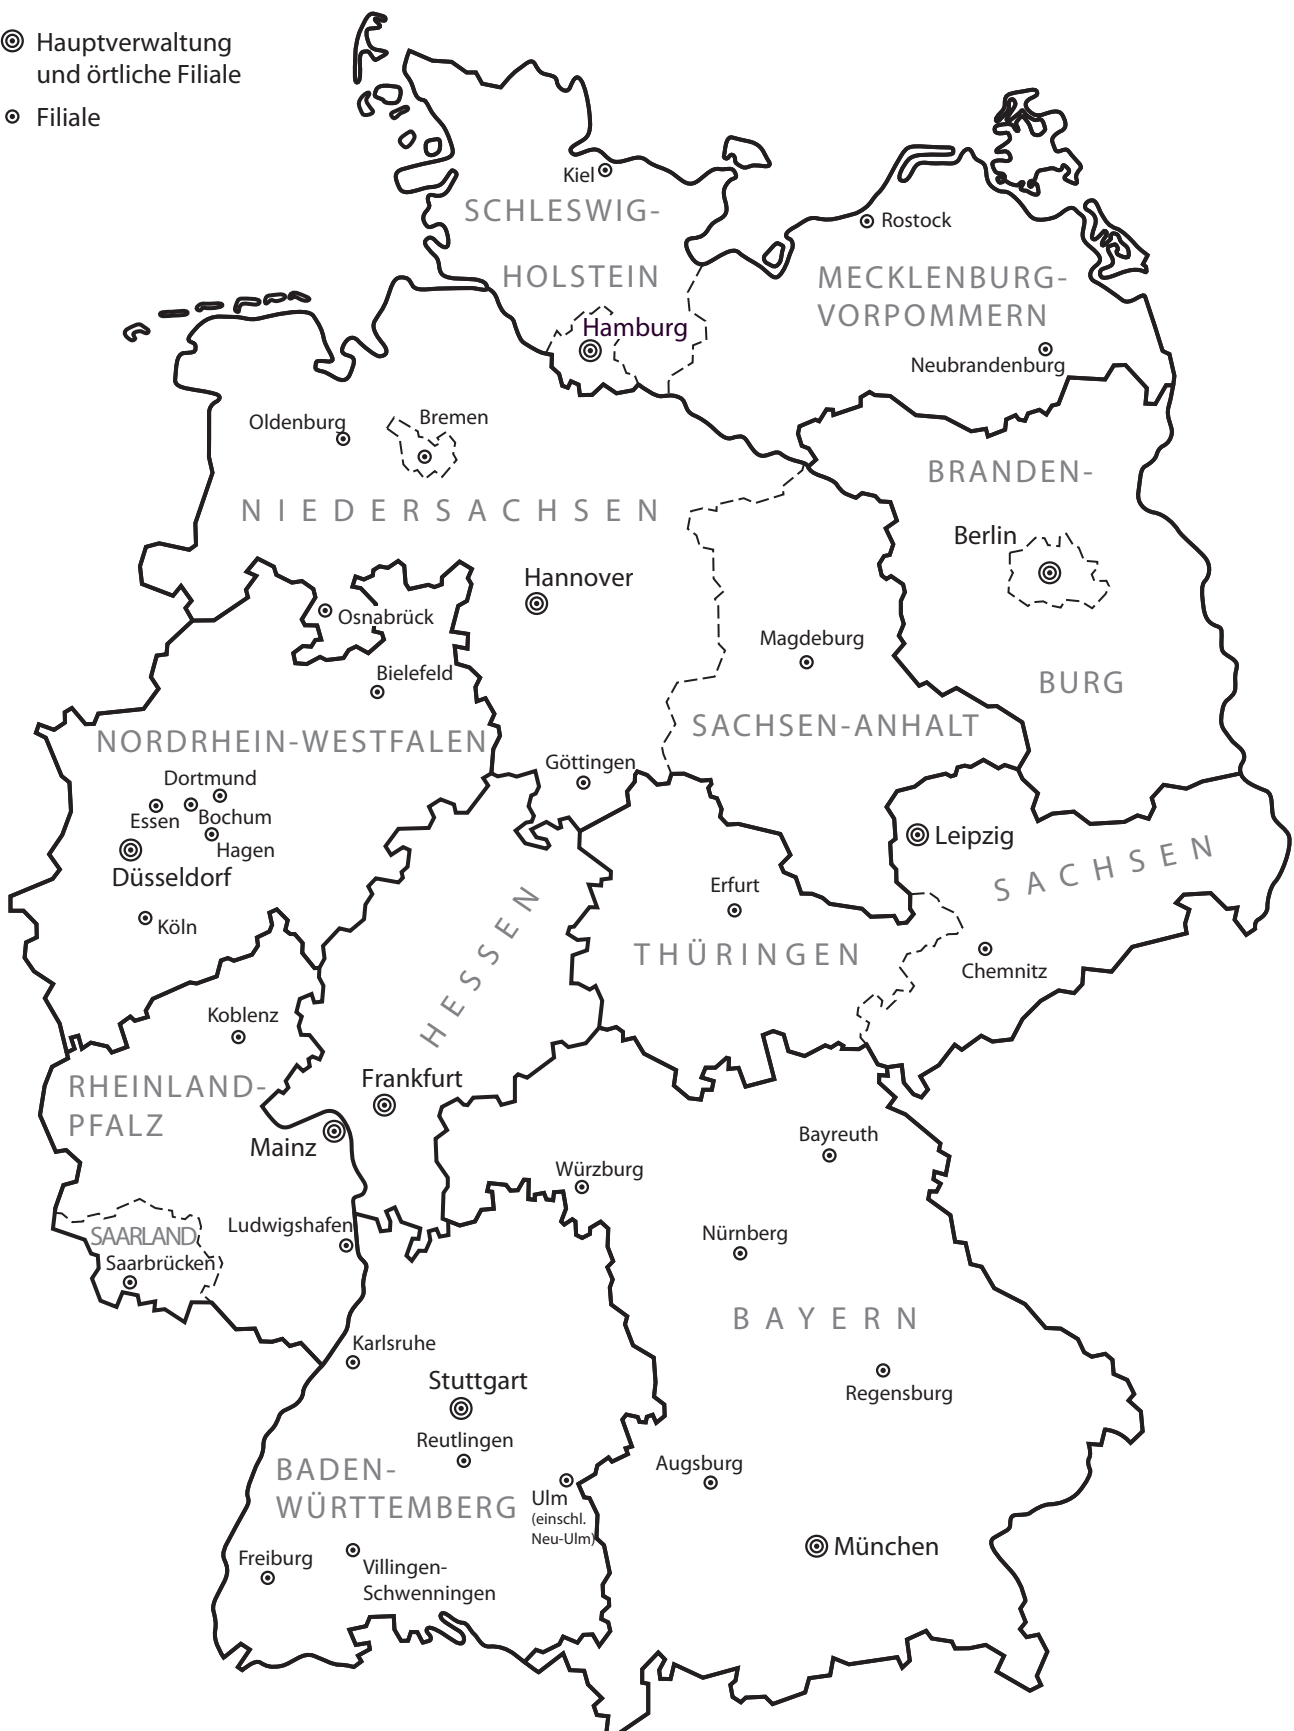 Hauptverwaltung
und örtliche Filiale
Filiale
Kiel
SCHLESWIG-
HOLSTEIN
Rostock
MECKLENBURG-
VORPOMMERN
Hamburg
Neubrandenburg
Oldenburg
Bremen
BRANDEN-
NIEDERSACHSEN
Berlin
Hannover
Osnabrück
Magdeburg
Bielefeld
BURG
SACHSEN-ANHALT
NORDRHEIN-WESTFALEN
Göttingen
Dortmund
Essen
Bochum
Hagen
Düsseldorf
Köln
Leipzig
SACHSEN
Erfurt
HESSEN
THÜRINGEN
Chemnitz
Koblenz
RHEINLAND-
PFALZ
Frankfurt
Mainz
Bayreuth
Würzburg
Ludwigshafen
SAARLAND
Saarbrücken
Nürnberg
BAYERN
Karlsruhe
Stuttgart
Regensburg
Reutlingen
BADEN-
WÜRTTEMBERG
Augsburg
Ulm
(einschl.
Neu-Ulm)
München
Freiburg
Villingen-
Schwenningen